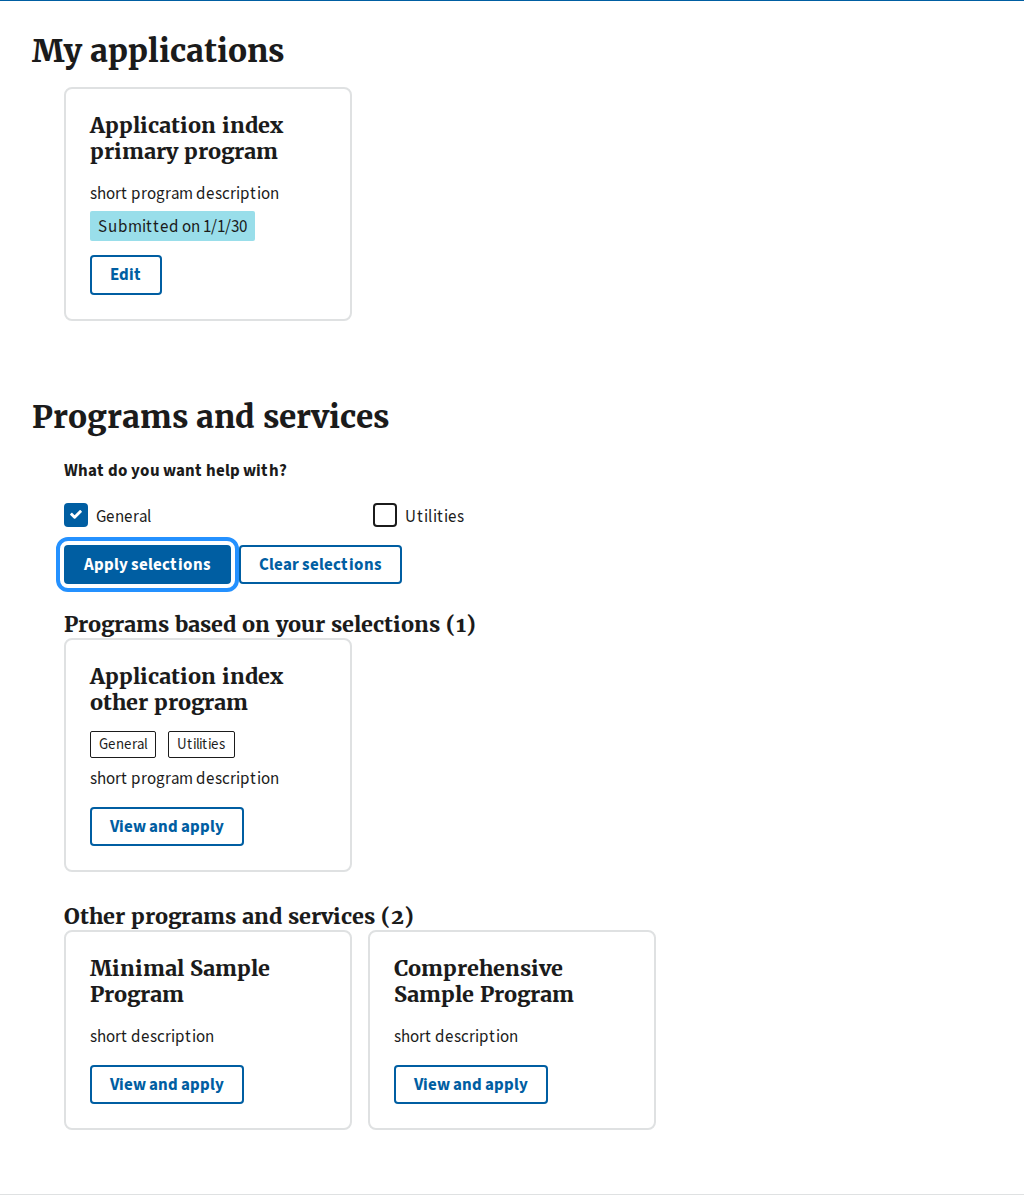 My applications
Application index
primary program
short program description
Submitted on 1/1/30
Edit
Programs and services
What do you want help with?
General
Utilities
Apply selections
Clear selections
Programs based on your selections (1)
Application index
other program
General
Utilities
short program description
View and apply
Other programs and services (2)
Minimal Sample
Program
short description
View and apply
Comprehensive
Sample Program
short description
View and apply